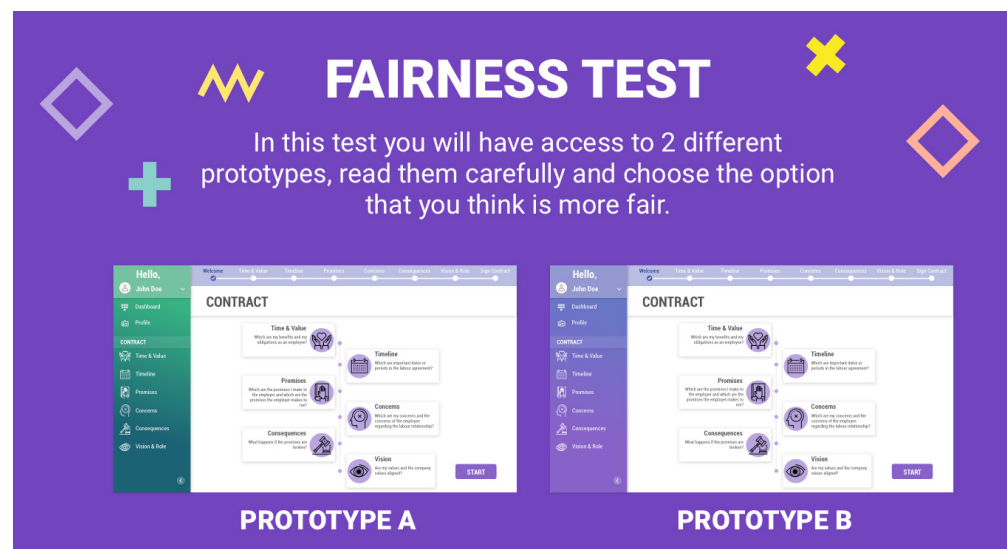 FAIRNESS TEST
In this test you will have access to 2 different
prototypes, read them carefully and choose the option
that you think is more fair.
Hello,
John Doe
Dashboard
Profile
CONTRACT
Time & Value
Timeline
Promises
Concerns
Consequences
Vision & Role
Welcome Time & Value Timeline Promises Concerns Consequences Vision & Role Sign Contract
CONTRACT
Time & Value
Which are my benefits and my
obligations as an employee?
Timeline
Which are important dates or
periods in the labour agreement?
Promises
Which are the promises I make to
the employer and which are the
promises the employer makes to
me?
Concerns
Which are my concerns and the
concerns of the employer
regarding the labour relationship?
Consequences
What happens if the promises are
broken?
Vision
Are my values and the company
values aligned?
START
PROTOTYPE A
Hello,
John Doe
Dashboard
Profile
CONTRACT
Time & Value
Timeline
Promises
Concerns
Consequences
Vision & Role
Welcome Time & Value Timeline Promises Concerns Consequences Vision & Role Sign Contract
CONTRACT
Time & Value
Which are my benefits and my
obligations as an employee?
Timeline
Which are important dates or
periods in the labour agreement?
Promises
Which are the promises I make to
the employer and which are the
promises the employer makes to
me?
Concerns
Which are my concerns and the
concerns of the employer
regarding the labour relationship?
Consequences
What happens if the promises are
broken?
Vision
Are my values and the company
values aligned?
START
PROTOTYPE B